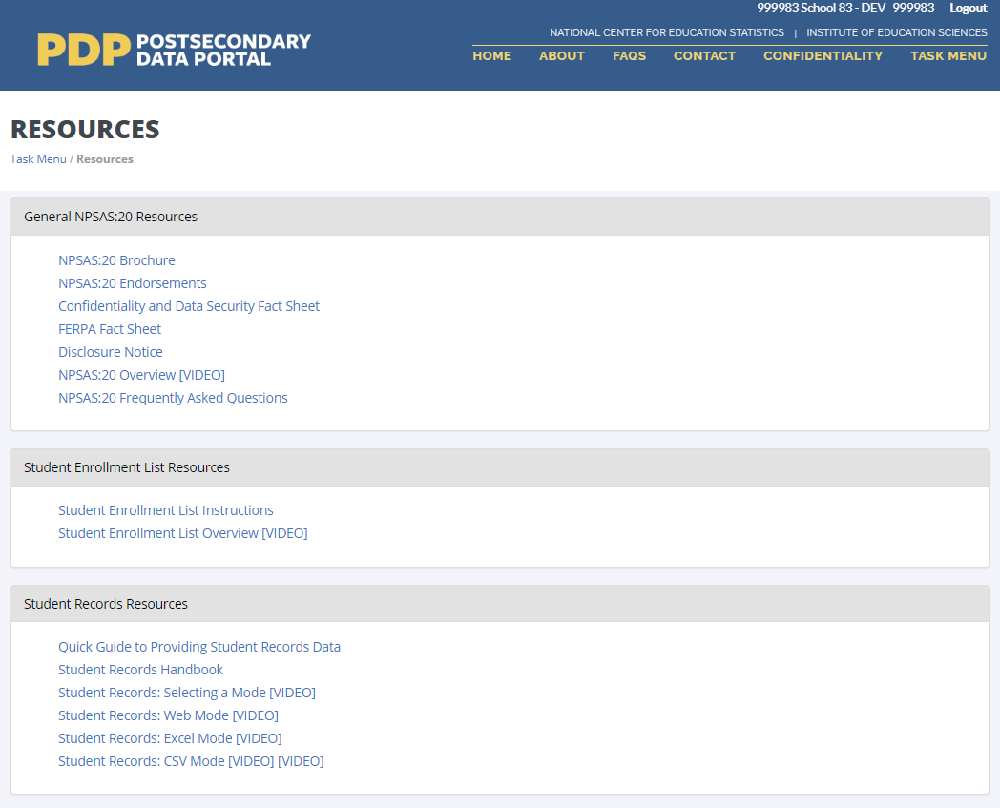 999983 School 83 - DEV 999983 Logout
NATIONAL CENTER FOR EDUCATION STATISTICS | INSTITUTE OF EDUCATION SCIENCES
PDP POSTSECONDARY DATA PORTAL
HOME ABOUT FAQS CONTACT CONFIDENTIALITY TASK MENU
RESOURCES
Task Menu / Resources
General NPSAS:20 Resources
NPSAS:20 Brochure
NPSAS:20 Endorsements
Confidentiality and Data Security Fact Sheet
FERPA Fact Sheet
Disclosure Notice
NPSAS:20 Overview [VIDEO]
NPSAS:20 Frequently Asked Questions
Student Enrollment List Resources
Student Enrollment List Instructions
Student Enrollment List Overview [VIDEO]
Student Records Resources
Quick Guide to Providing Student Records Data
Student Records Handbook
Student Records: Selecting a Mode [VIDEO]
Student Records: Web Mode [VIDEO]
Student Records: Excel Mode [VIDEO]
Student Records: CSV Mode [VIDEO] [VIDEO]